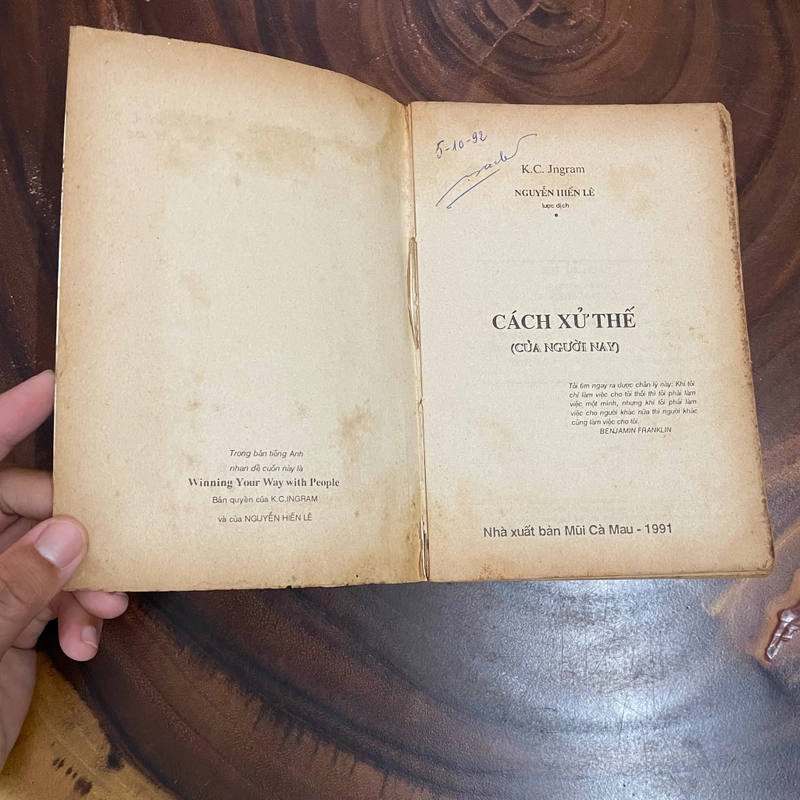 Trong bản tiếng Anh
nhan đề cuốn này là
Winning Your Way with People
Bản quyền của K.C.INGRAM
và của NGUYỄN HIẾN LÊ
5-10-92
K.C. Jngram
NGUYỄN HIẾN LÊ
lược dịch
CÁCH XỬ THẾ
(CỦA NGƯỜI NAY)
Tôi tìm ngay ra được chân lý này: Khi tôi
chỉ làm việc cho tôi thôi thì tôi phải làm
việc một mình, nhưng khi tôi phải làm
việc cho người khác nữa thì người khác
cũng làm việc cho tôi.
BENJAMIN FRANKLIN
Nhà xuất bản Mũi Cà Mau - 1991